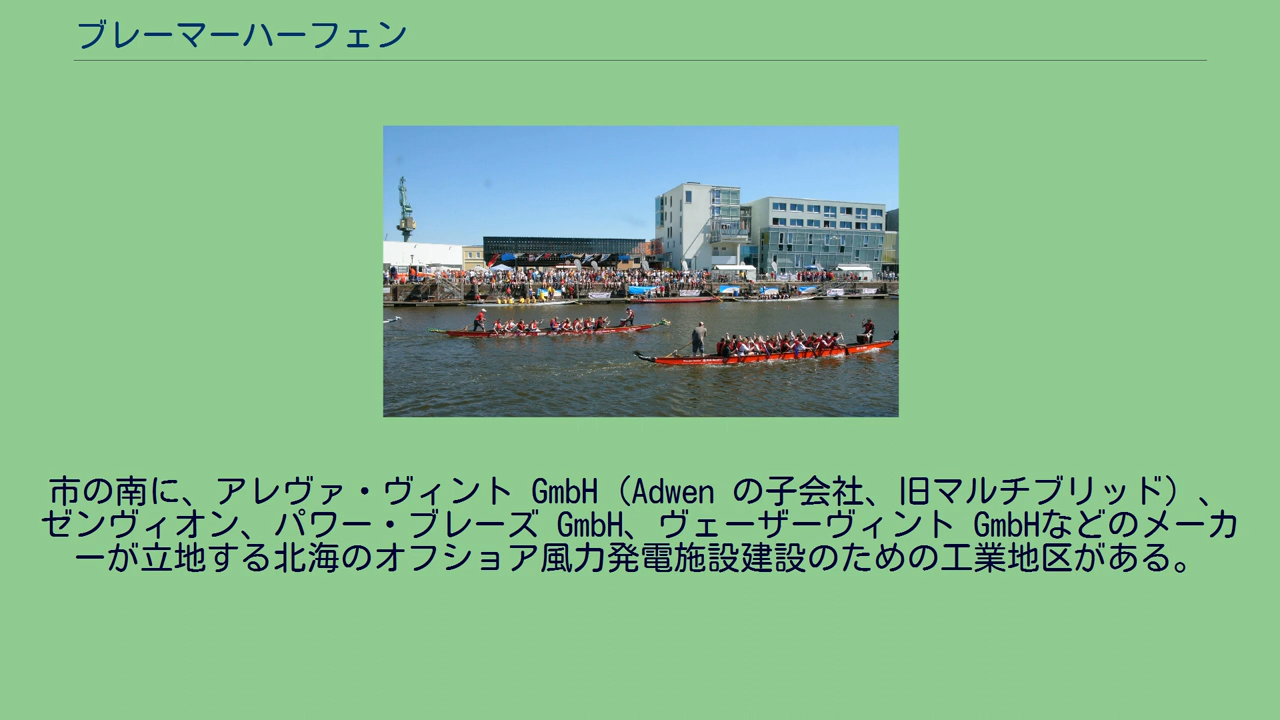 ブレーマーハーフェン
市の南に、アレヴァ・ヴィント GmbH（Adwen の子会社、旧マルチブリッド）、
ゼンヴィオン、パワー・ブレーズ GmbH、ヴェーザーヴィント GmbHなどのメーカ
ーが立地する北海のオフショア風力発電施設建設のための工業地区がある。